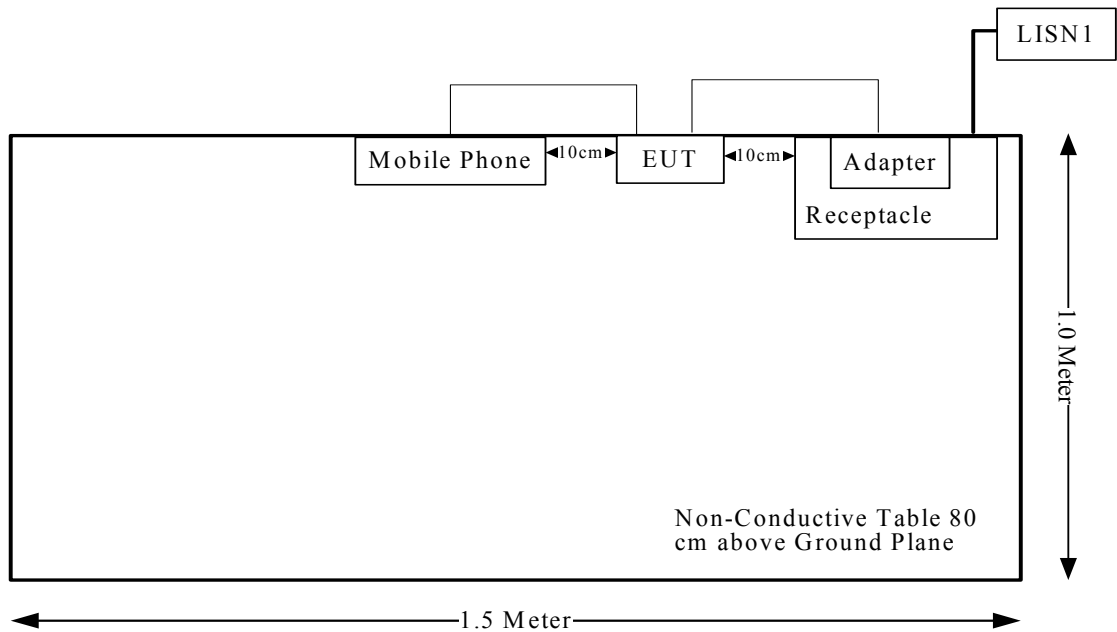 LISN1
Mobile Phone
10cm
EUT
10cm
Adapter
Receptacle
1.0 Meter
Non-Conductive Table 80
cm above Ground Plane
1.5 Meter